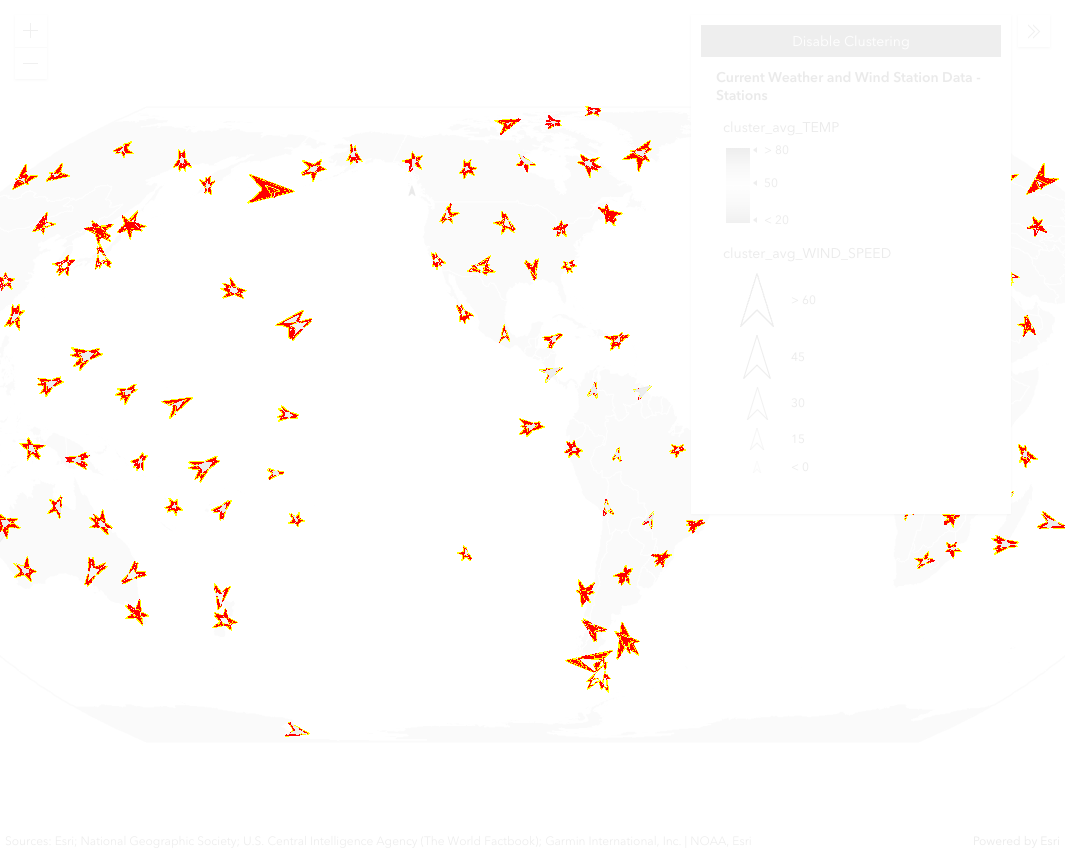 +
−
Disable Clustering
»
Current Weather and Wind Station Data -
Stations
cluster_avg_TEMP
> 80
50
< 20
cluster_avg_WIND_SPEED
> 60
45
30
15
< 0
Sources: Esri; National Geographic Society, U.S. Central Intelligence Agency (The World Factbook); Garmin International, Inc. | NOAA, Esri
Powered by Esri